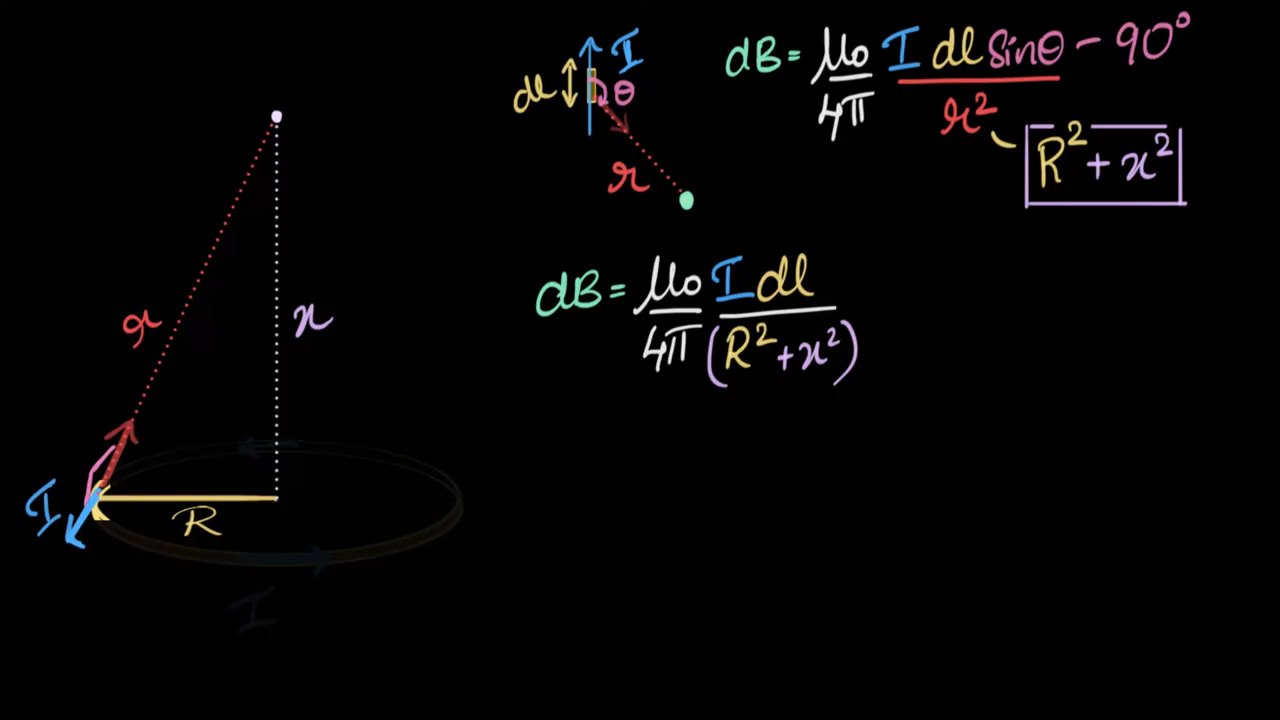 I
dl
θ
r
dB = μ₀/4π I dl sinθ/r² – 90°
R² + x²
r
x
dB = μ₀/4π I dl/(R² + x²)
I
R
I